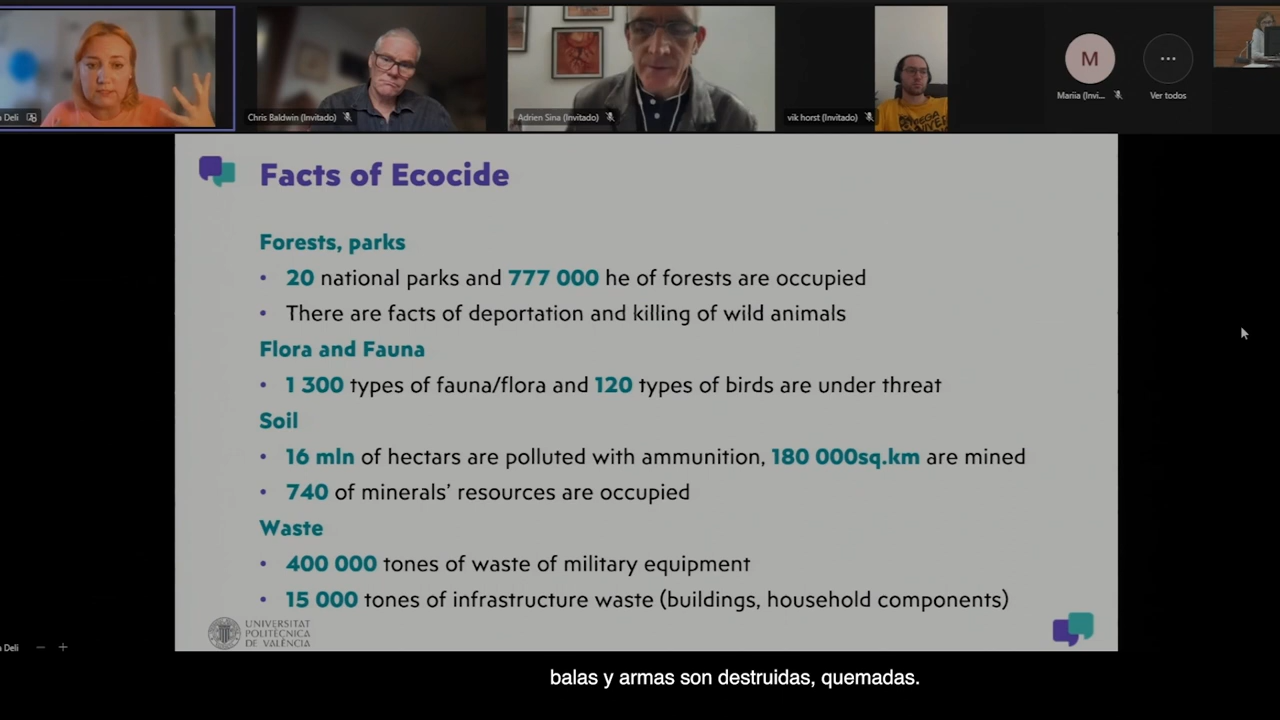 a Deli
Chris Baldwin (Invitado)
Adrien Sina (Invitado)
vik horst (Invitado)
M
Mariia (Invi...
Ver todos
Facts of Ecocide
Forests, parks
• 20 national parks and 777 000 he of forests are occupied
• There are facts of deportation and killing of wild animals
Flora and Fauna
• 1 300 types of fauna/flora and 120 types of birds are under threat
Soil
• 16 mln of hectars are polluted with ammunition, 180 000sq.km are mined
• 740 of minerals' resources are occupied
Waste
• 400 000 tones of waste of military equipment
• 15 000 tones of infrastructure waste (buildings, household components)
UNIVERSITAT
POLITÈCNICA
DE VALÈNCIA
a Deli
balas y armas son destruidas, quemadas.